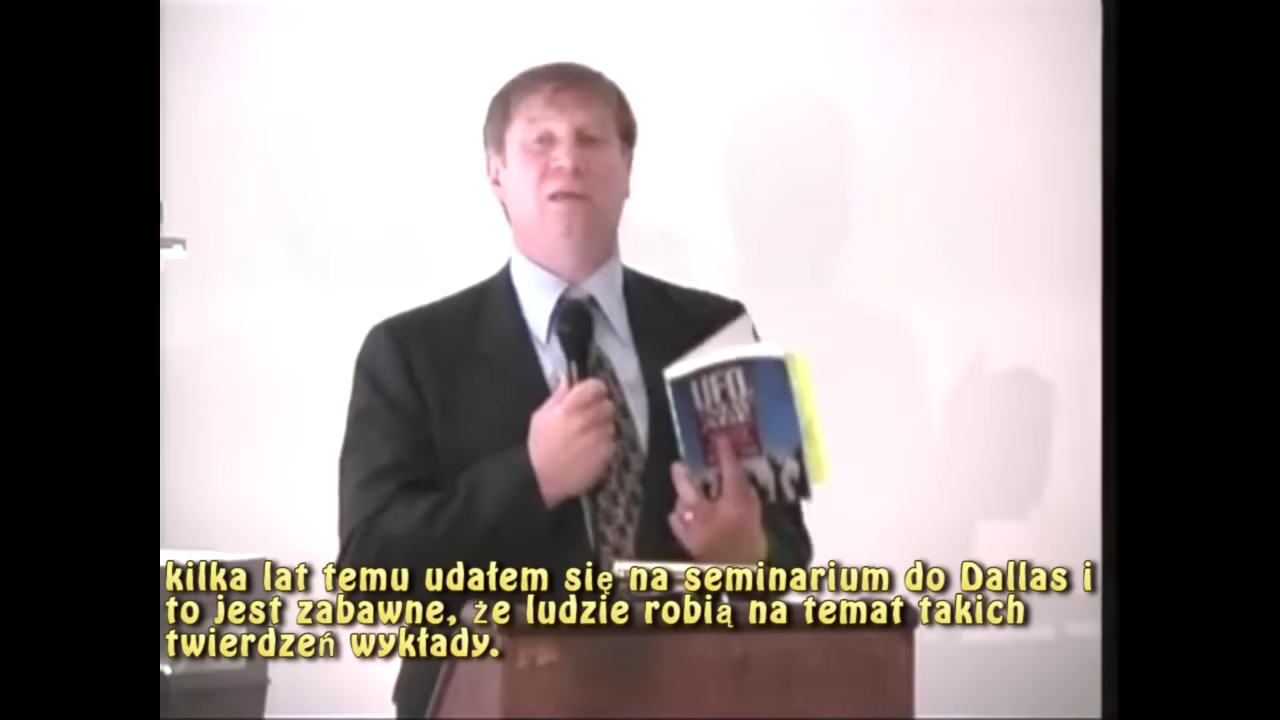 UFO
kilka lat temu udałem się na seminarium do Dallas i
to jest zabawne, że ludzie robią na temat takich
twierdzeń wykłady.